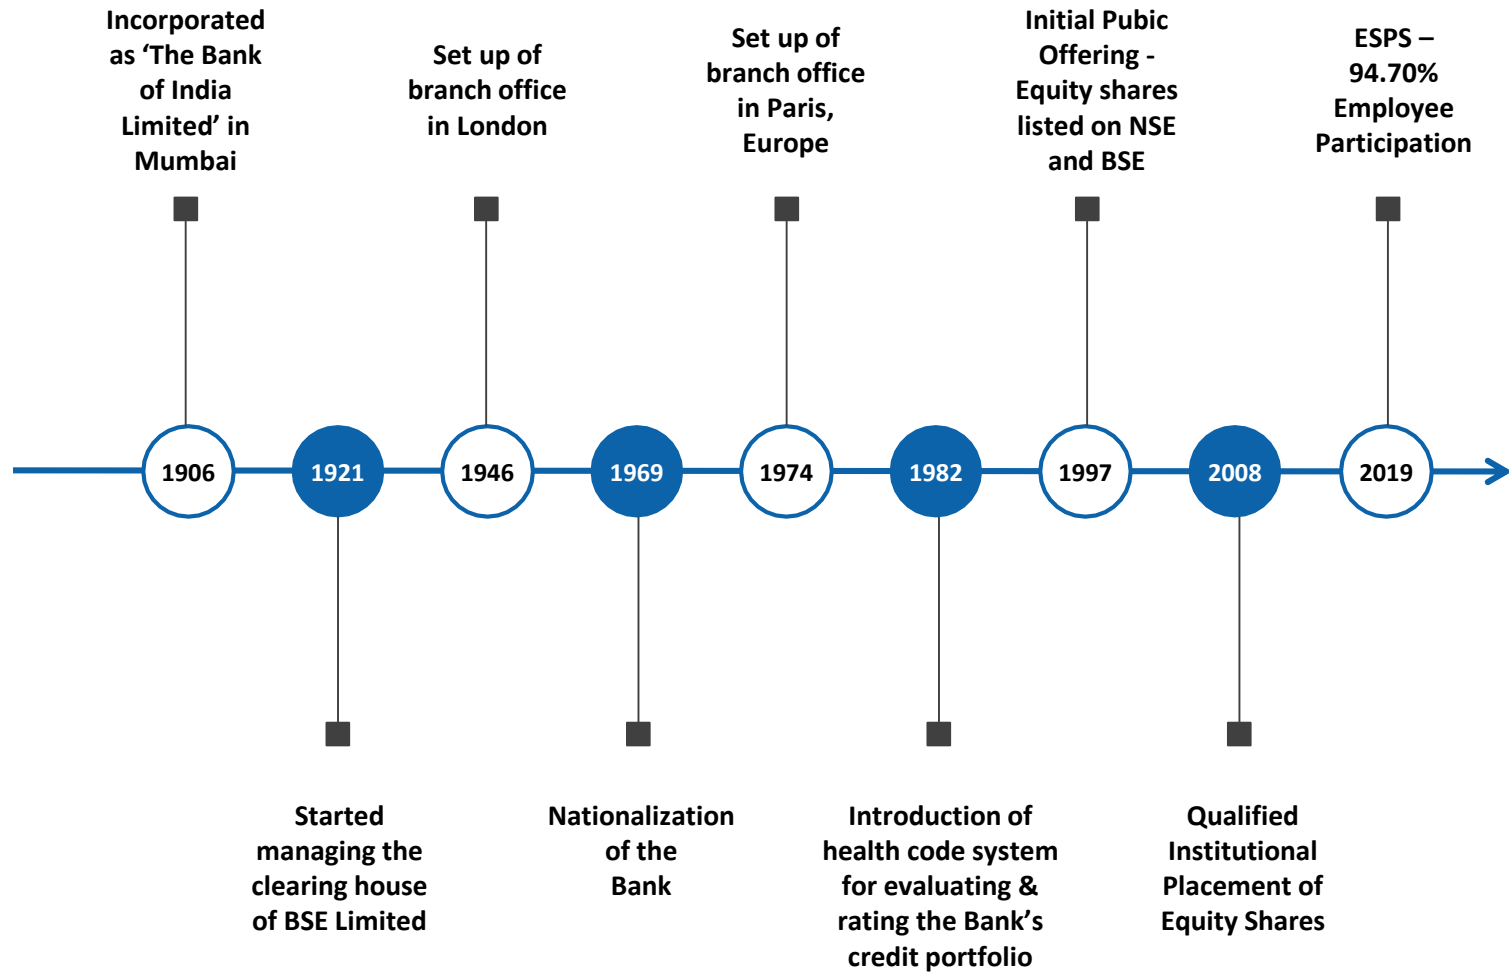 Incorporated
as ‘The Bank
of India
Limited’ in
Mumbai
Set up of
branch office
in London
Set up of
branch office
in Paris,
Europe
Initial Pubic
Offering -
Equity shares
listed on NSE
and BSE
ESPS –
94.70%
Employee
Participation
1906
1921
1946
1969
1974
1982
1997
2008
2019
Started
managing the
clearing house
of BSE Limited
Nationalization
of the
Bank
Introduction of
health code system
for evaluating &
rating the Bank’s
credit portfolio
Qualified
Institutional
Placement of
Equity Shares